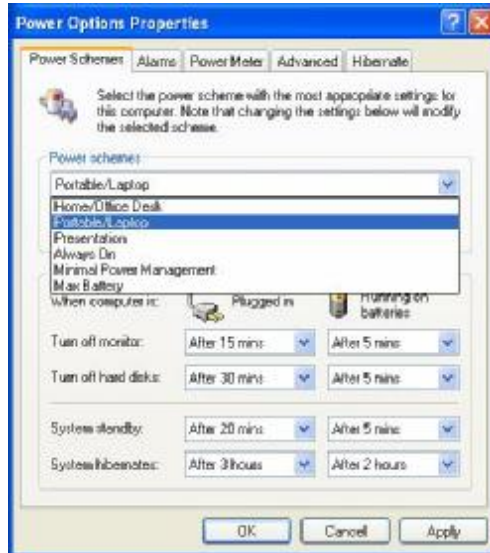 Power Options Properties
Power Schemes Alarms Power Meter Advanced Hibernate
Select the power scheme with the most appropriate settings for
this computer. Note that changing the settings below will modify
the selected scheme.
Power schemes
Portable/Laptop
Home/Office Desk
Portable/Laptop
Presentation
Always On
Minimal Power Management
Max Battery
When computer is: Plugged in Running on
batteries
Turn off monitor: After 15 mins After 5 mins
Turn off hard disks: After 30 mins After 5 mins
System standby: After 20 mins After 5 mins
System hibernates: After 3 hours After 2 hours
OK Cancel Apply